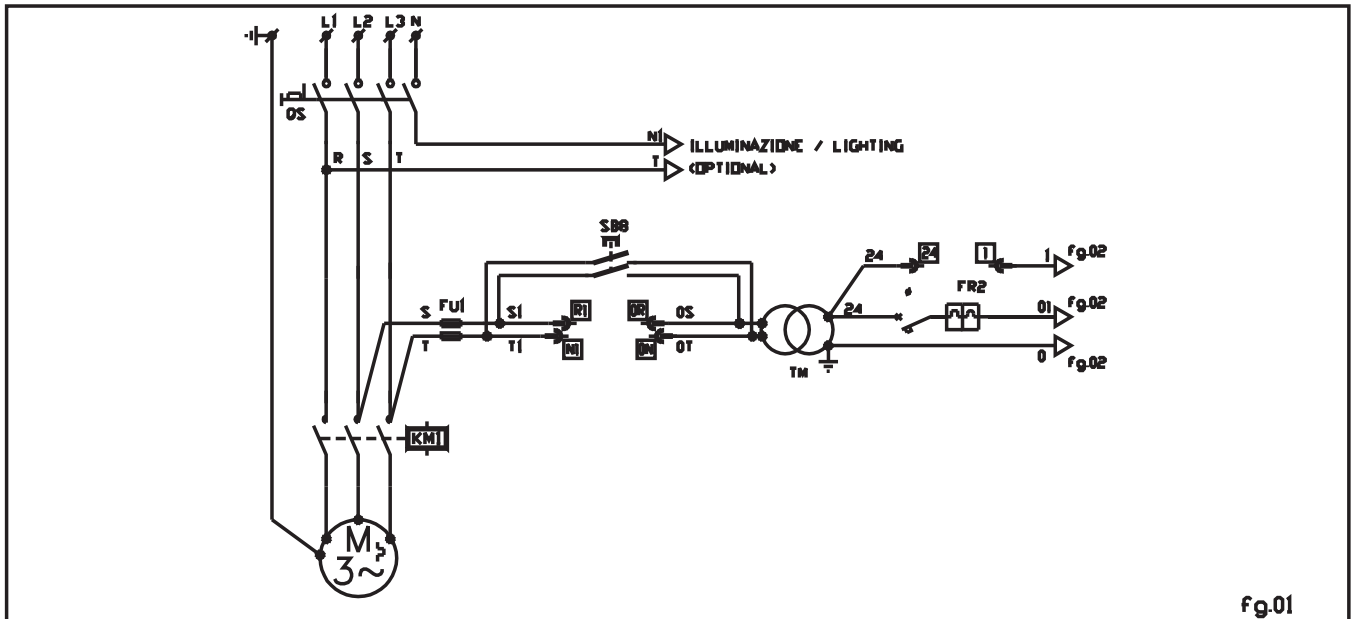 L1 L2 L3 N
QS
N1 ILLUMINAZIONE / LIGHTING
R S T
T (OPTIONAL)
SB8
24 24 1 1 fg.02
FR2
S FU1 S1 R1 0R 0S 24 01 fg.02
T T1 N1 0N 0T 0 fg.02
TM
KM1
M
3~
fg.01